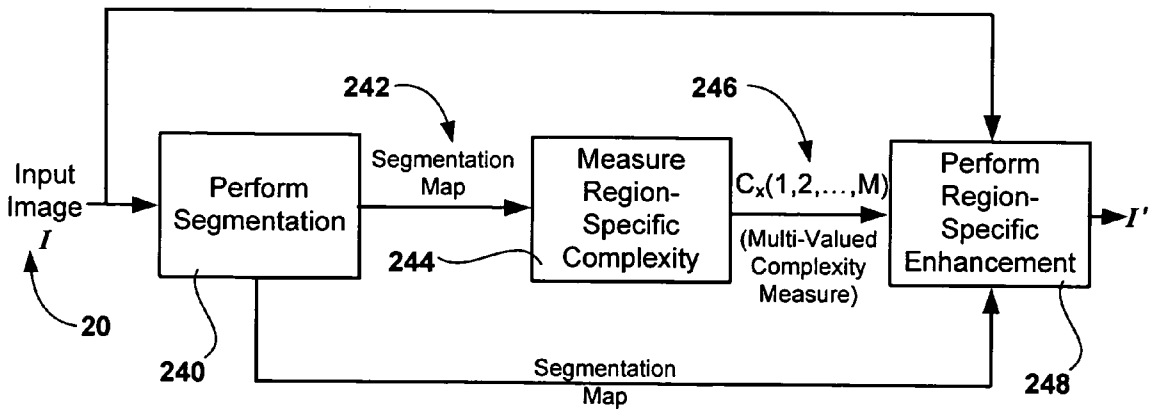 242
246
Input
Image
I
20
Perform
Segmentation
240
Segmentation
Map
Measure
Region-
Specific
Complexity
244
Cx(1,2,...,M)
(Multi-Valued
Complexity
Measure)
Perform
Region-
Specific
Enhancement
248
I'
Segmentation
Map